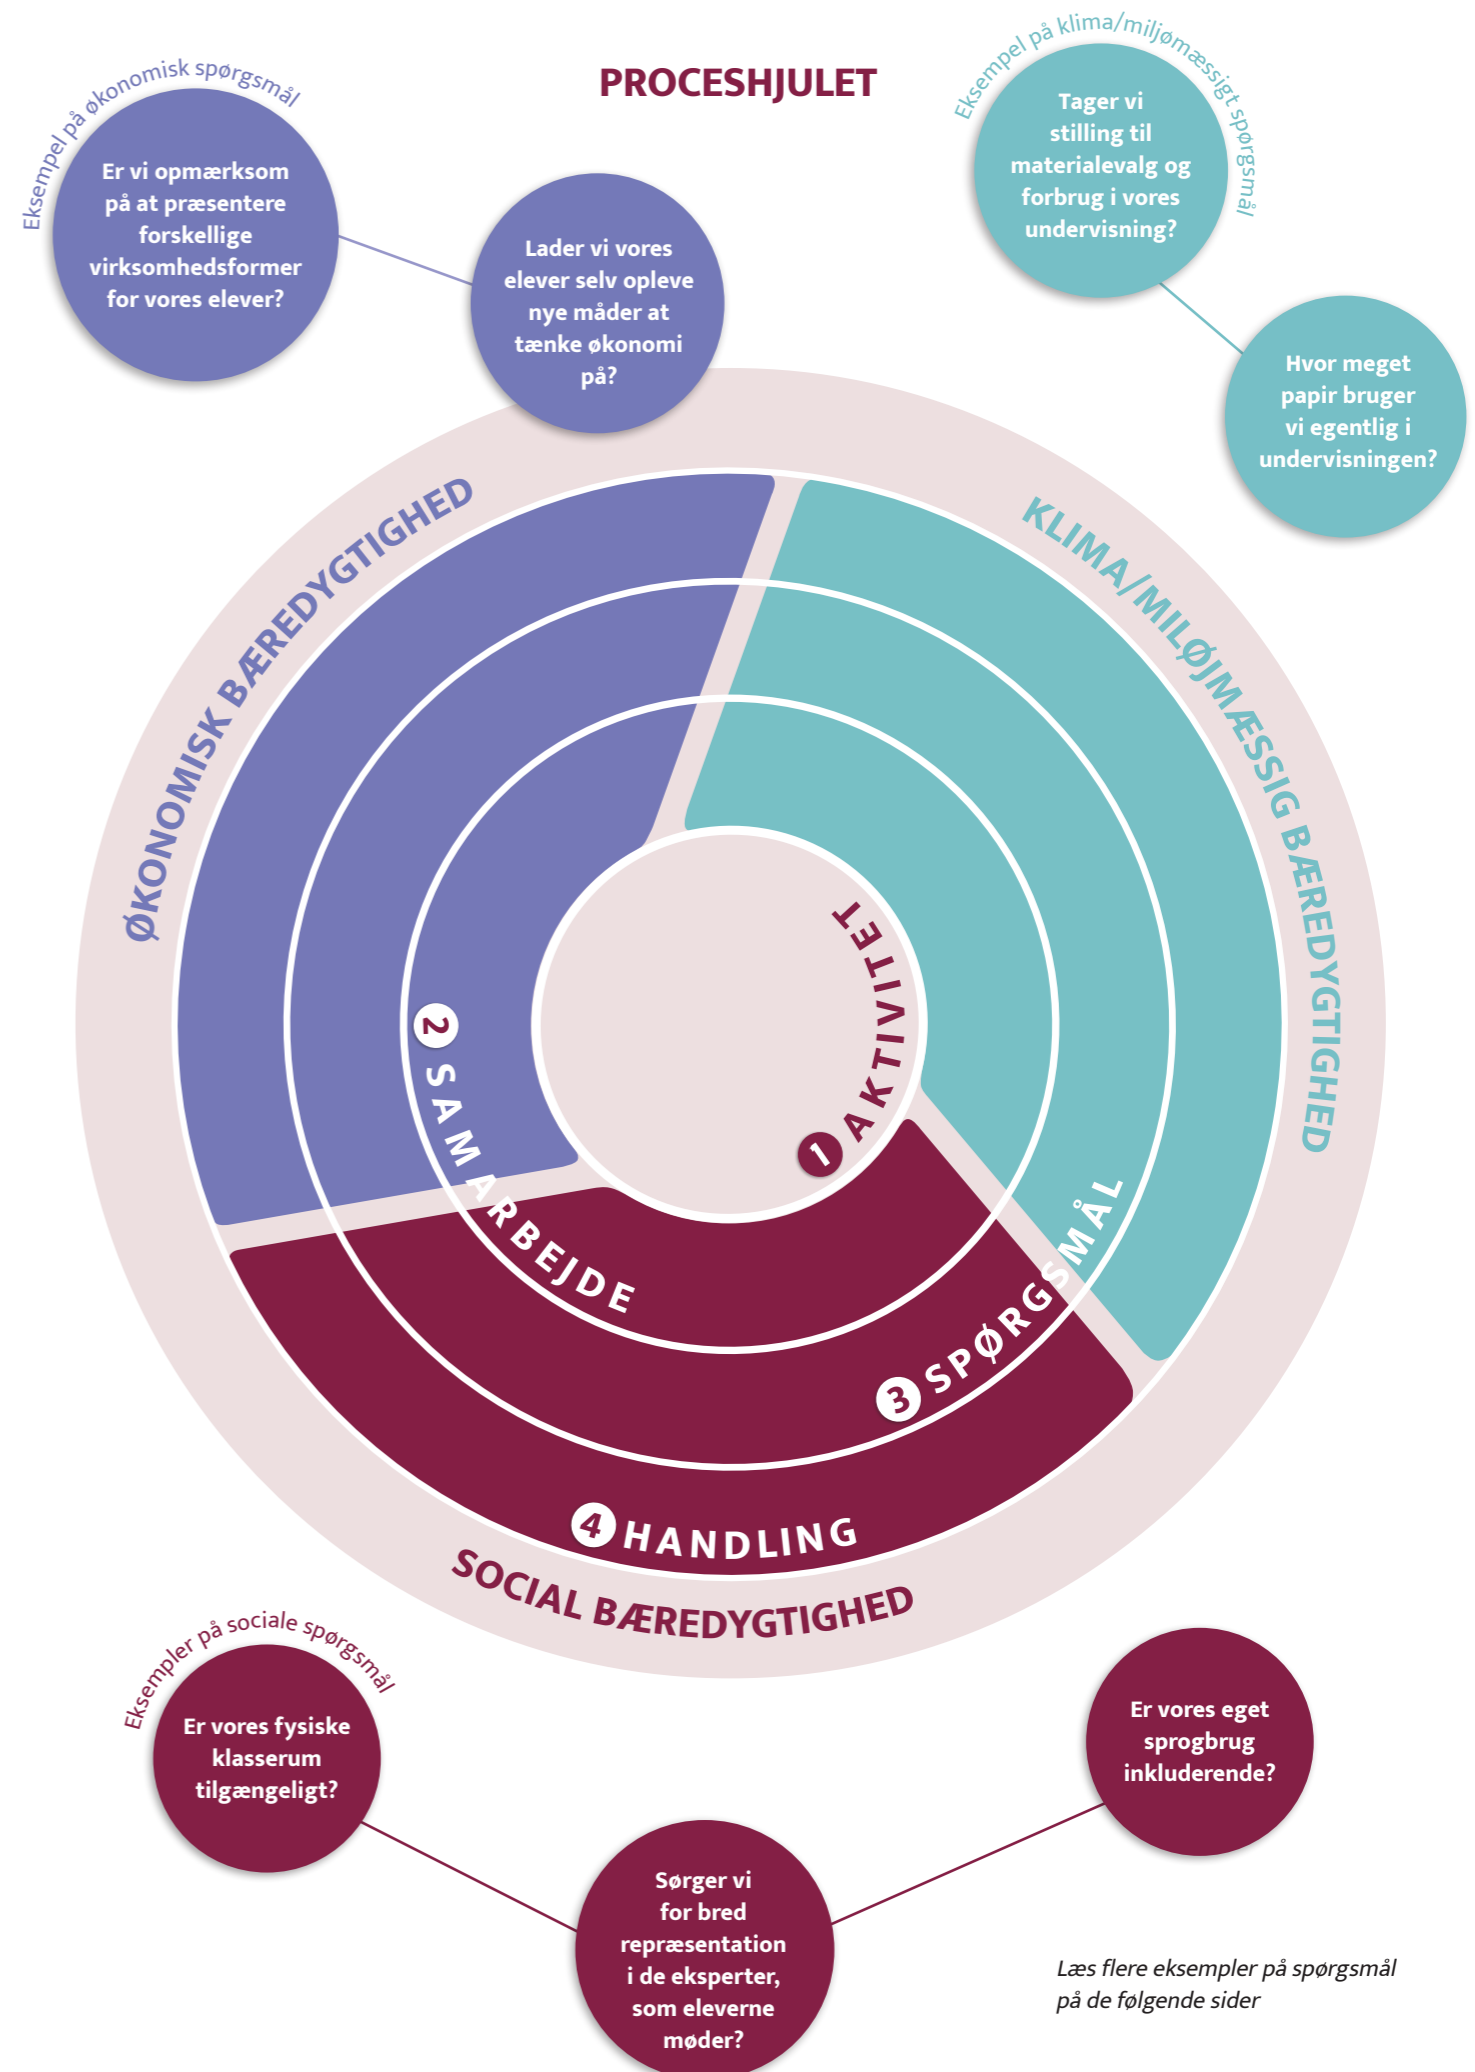 PROCESHJULET
Eksempel på økonomisk spørgsmål
Er vi opmærksom
på at præsentere
forskellige
virksomhedsformer
for vores elever?
Lader vi vores
elever selv opleve
nye måder at
tænke økonomi
på?
Eksempel på klima/miljømæssigt spørgsmål
Tager vi
stilling til
materialevalg og
forbrug i vores
undervisning?
Hvor meget
papir bruger
vi egentlig i
undervisningen?
ØKONOMISK BÆREDYGTIGHED
KLIMA/MILØJMÆSSIG BÆREDYGTIGHED
1 AKTIVITET
2 SAMARBEJDE
3 SPØRGSMÅL
4 HANDLING
SOCIAL BÆREDYGTIGHED
Eksempler på sociale spørgsmål
Er vores fysiske
klasserum
tilgængeligt?
Sørger vi
for bred
repræsentation
i de eksperter,
som eleverne
møder?
Er vores eget
sprogbrug
inkluderende?
Læs flere eksempler på spørgsmål
på de følgende sider